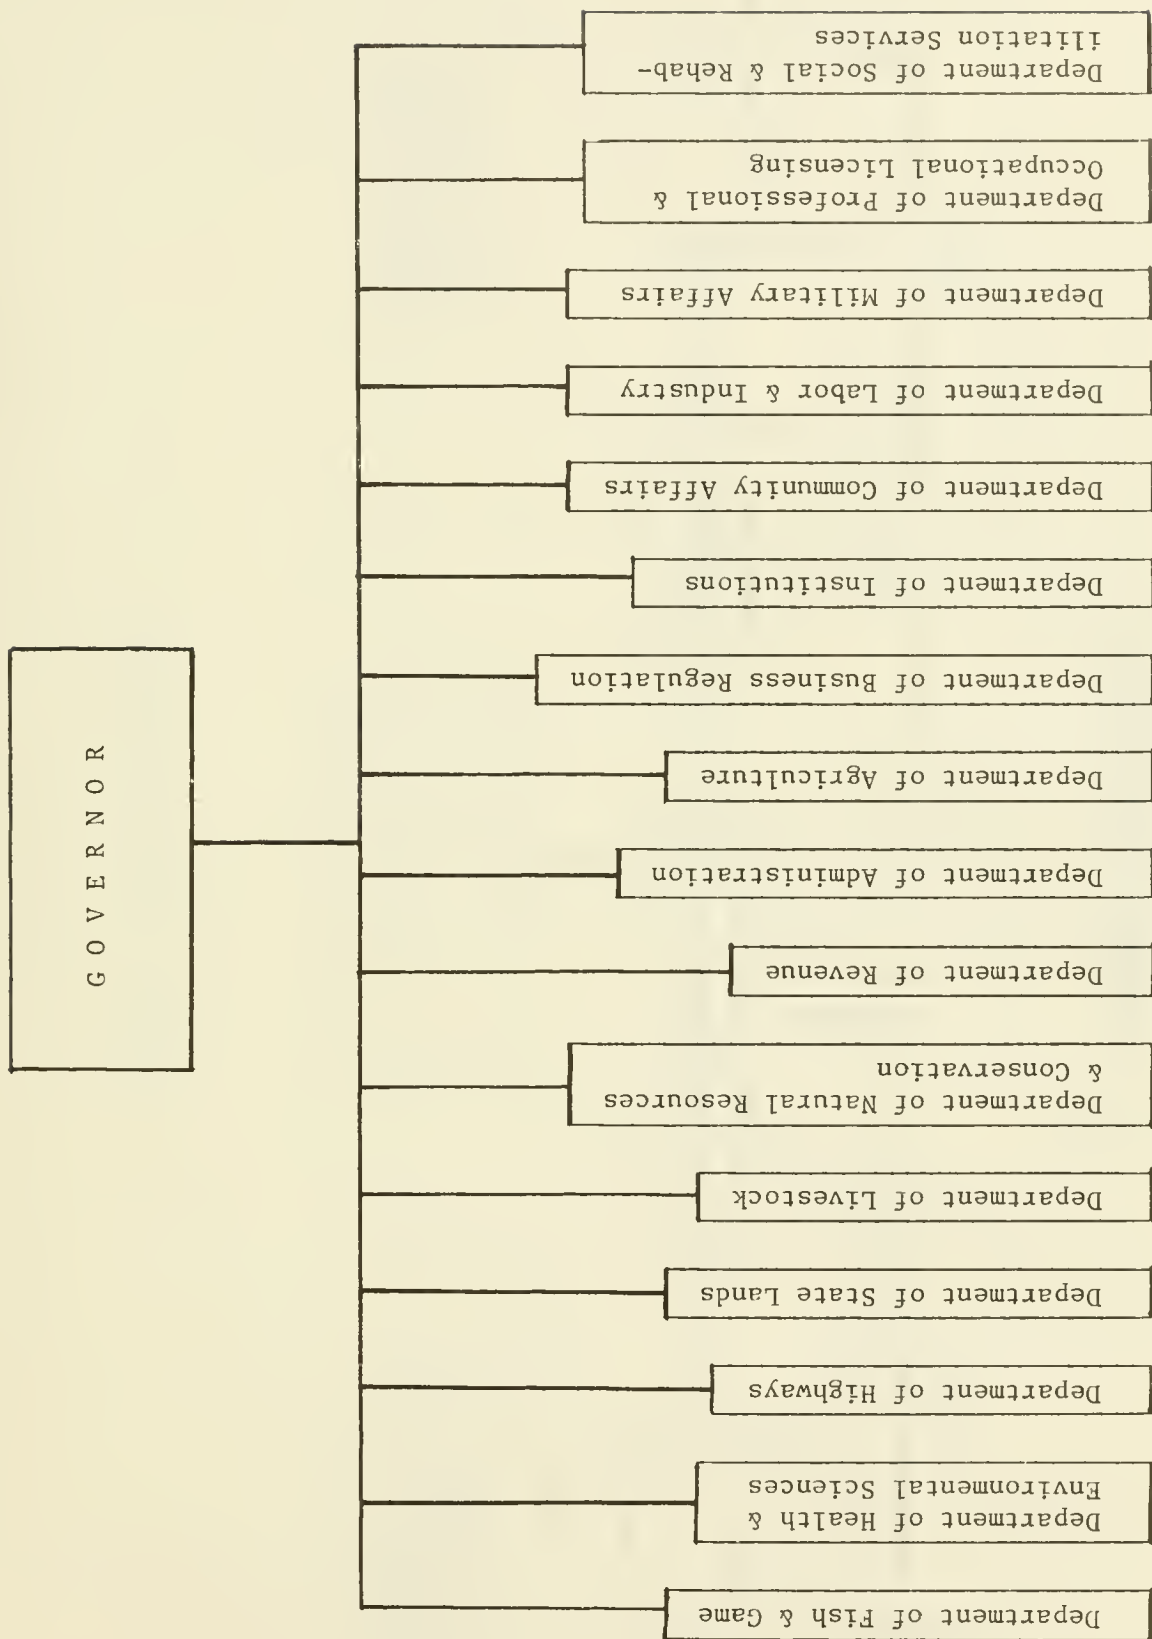 GOVERNOR
Department of Fish & Game
Department of Health &
Environmental Sciences
Department of Highways
Department of State Lands
Department of Livestock
Department of Natural Resources
& Conservation
Department of Revenue
Department of Administration
Department of Agriculture
Department of Business Regulation
Department of Institutions
Department of Community Affairs
Department of Labor & Industry
Department of Military Affairs
Department of Professional &
Occupational Licensing
Department of Social & Rehab-
ilitation Services